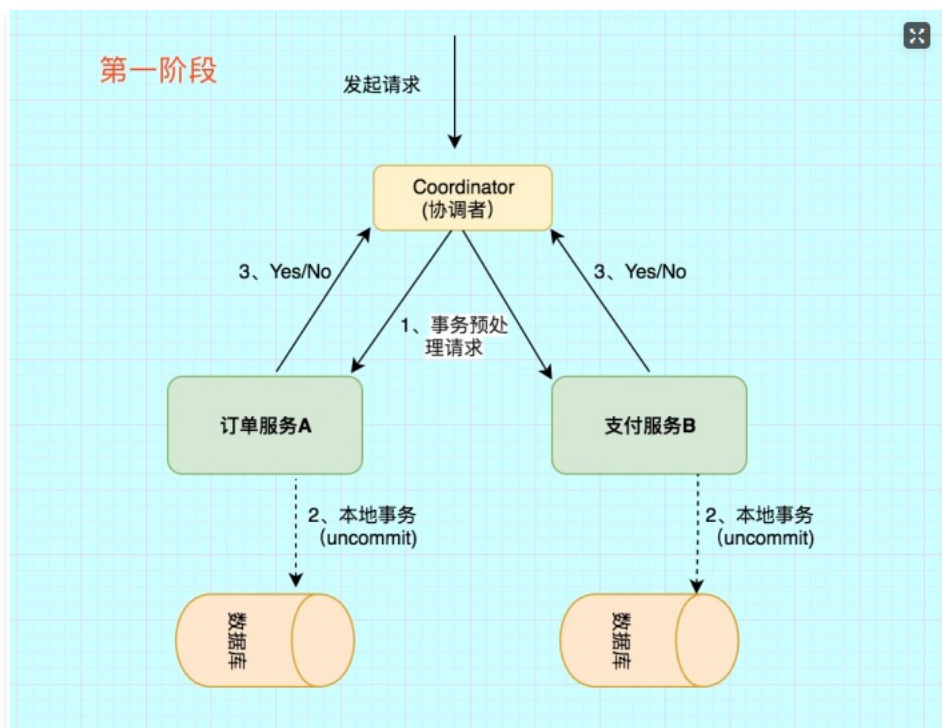 第一阶段
发起请求
Coordinator
(协调者）
3、Yes/No
3、Yes/No
1、事务预处
理请求
订单服务A
支付服务B
2、本地事务
（uncommit)
2、本地事务
（uncommit)
数据库
数据库